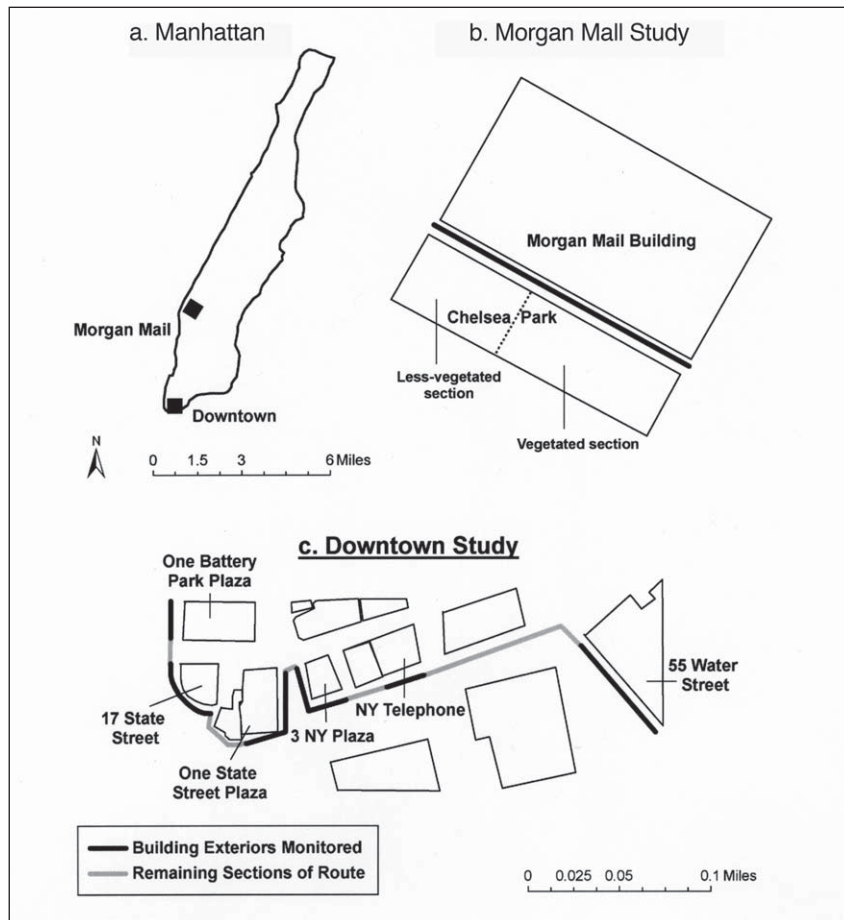 a. Manhattan
b. Morgan Mall Study
Morgan Mail Building
Morgan Mail
Chelsea Park
Less-vegetated
section
Downtown
Vegetated section
N
0 1.5 3 6 Miles
c. Downtown Study
One Battery
Park Plaza
55 Water
Street
17 State
Street
NY Telephone
3 NY Plaza
One State
Street Plaza
Building Exteriors Monitored
Remaining Sections of Route
0 0.025 0.05 0.1 Miles